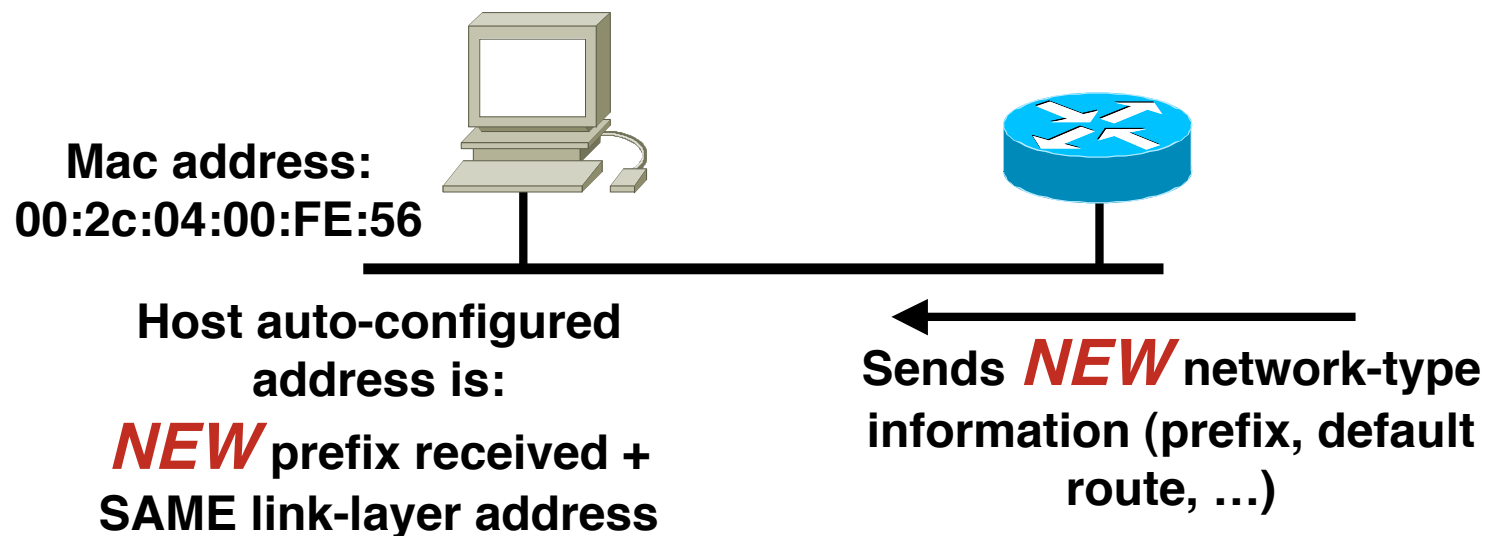 Mac address:
00:2c:04:00:FE:56
Host auto-configured
address is:
NEW prefix received +
SAME link-layer address
Sends NEW network-type
information (prefix, default
route, …)